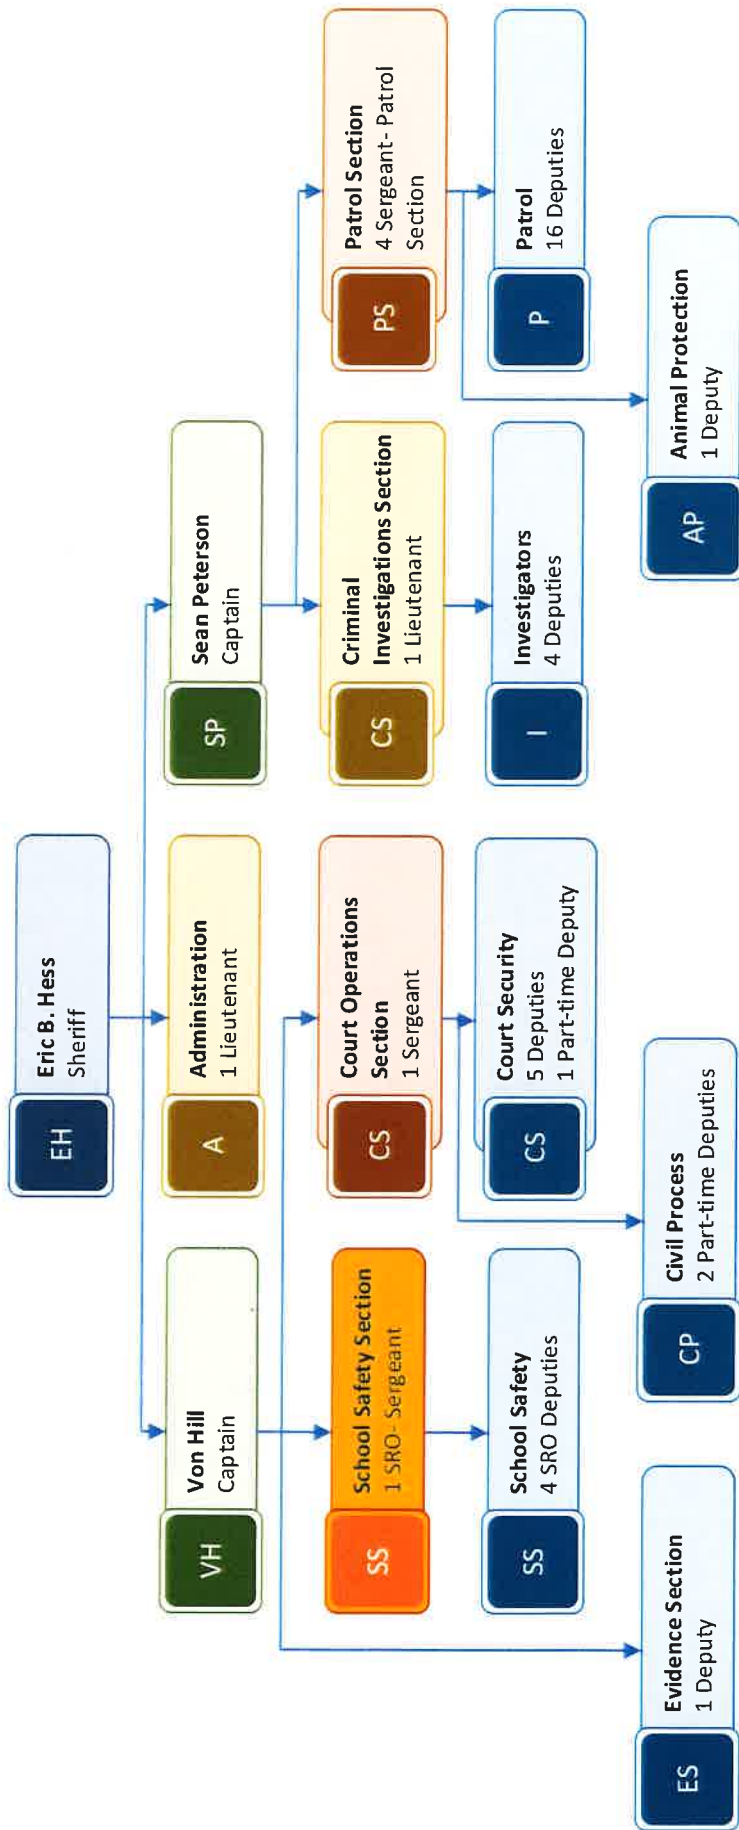 EH
Eric B. Hess
Sheriff
VH
Von Hill
Captain
A
Administration
1 Lieutenant
SP
Sean Peterson
Captain
SS
School Safety Section
1 SRO- Sergeant
CS
Court Operations
Section
1 Sergeant
CS
Criminal
Investigations Section
1 Lieutenant
PS
Patrol Section
4 Sergeant- Patrol
Section
SS
School Safety
4 SRO Deputies
CS
Court Security
5 Deputies
1 Part-time Deputy
I
Investigators
4 Deputies
P
Patrol
16 Deputies
ES
Evidence Section
1 Deputy
CP
Civil Process
2 Part-time Deputies
AP
Animal Protection
1 Deputy